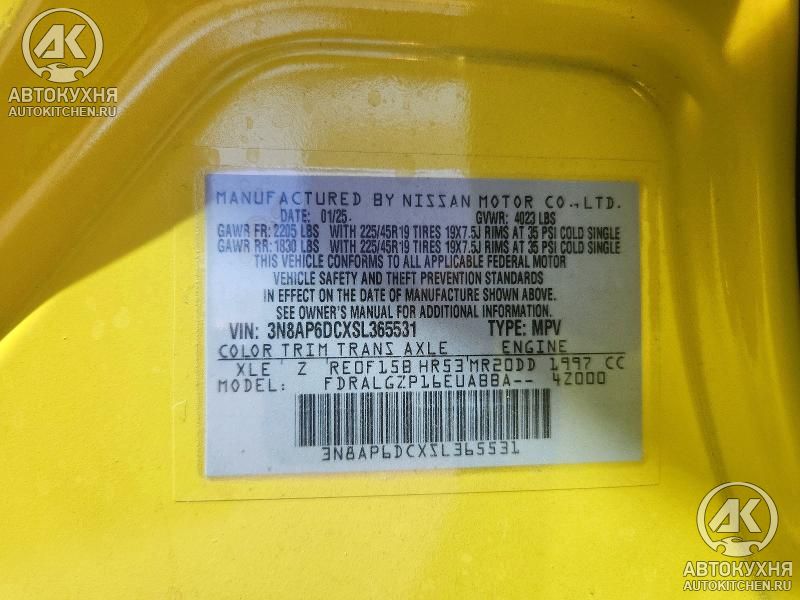 AK
АВТОКУХНЯ
AUTOKITCHEN.RU
MANUFACTURED BY NISSAN MOTOR CO.,LTD.
DATE: 01/25. GVWR: 4023 LBS
GAWR FR: 2205 LBS WITH 225/45R19 TIRES 19X7.5J RIMS AT 35 PSI COLD SINGLE
GAWR RR: 1830 LBS WITH 225/45R19 TIRES 19X7.5J RIMS AT 35 PSI COLD SINGLE
THIS VEHICLE CONFORMS TO ALL APPLICABLE FEDERAL MOTOR
VEHICLE SAFETY AND THEFT PREVENTION STANDARDS
IN EFFECT ON THE DATE OF MANUFACTURE SHOWN ABOVE.
SEE OWNER'S MANUAL FOR ADDITIONAL INFORMATION.
VIN: 3N8AP6DCXSL365531 TYPE: MPV
COLOR TRIM TRANS AXLE ENGINE
XLE Z RE0F15B HR53 MR20DD 1997 CC
MODEL: FDRALGZP16EUABBA-- 4Z000
3N8AP6DCXSL365531
AK
АВТОКУХНЯ
AUTOKITCHEN.RU